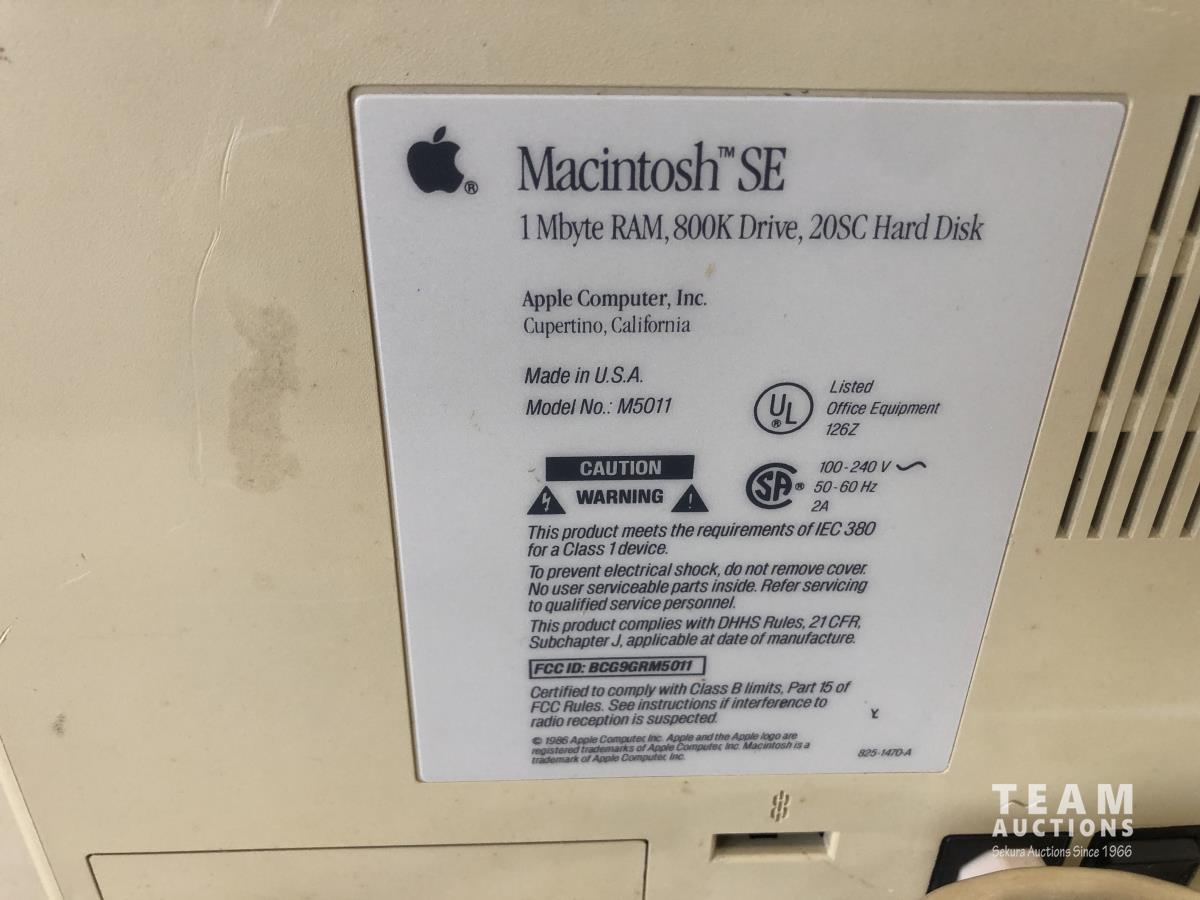 Macintosh™ SE
1 Mbyte RAM, 800K Drive, 20SC Hard Disk
Apple Computer, Inc.
Cupertino, California
Made in U.S.A.
Model No.: M5011
UL ®
Listed
Office Equipment
126Z
CAUTION
WARNING
SA ®
100-240 V
50-60 Hz
2A
This product meets the requirements of IEC 380
for a Class 1 device.
To prevent electrical shock, do not remove cover.
No user serviceable parts inside. Refer servicing
to qualified service personnel.
This product complies with DHHS Rules, 21 CFR,
Subchapter J, applicable at date of manufacture.
FCC ID: BCG9GRM5011
Certified to comply with Class B limits, Part 15 of
FCC Rules. See instructions if interference to
radio reception is suspected.
Y
© 1986 Apple Computer, Inc. Apple and the Apple logo are
registered trademarks of Apple Computer, Inc. Macintosh is a
trademark of Apple Computer, Inc.
825-1470-A
TEAM
AUCTIONS
Sekura Auctions Since 1966